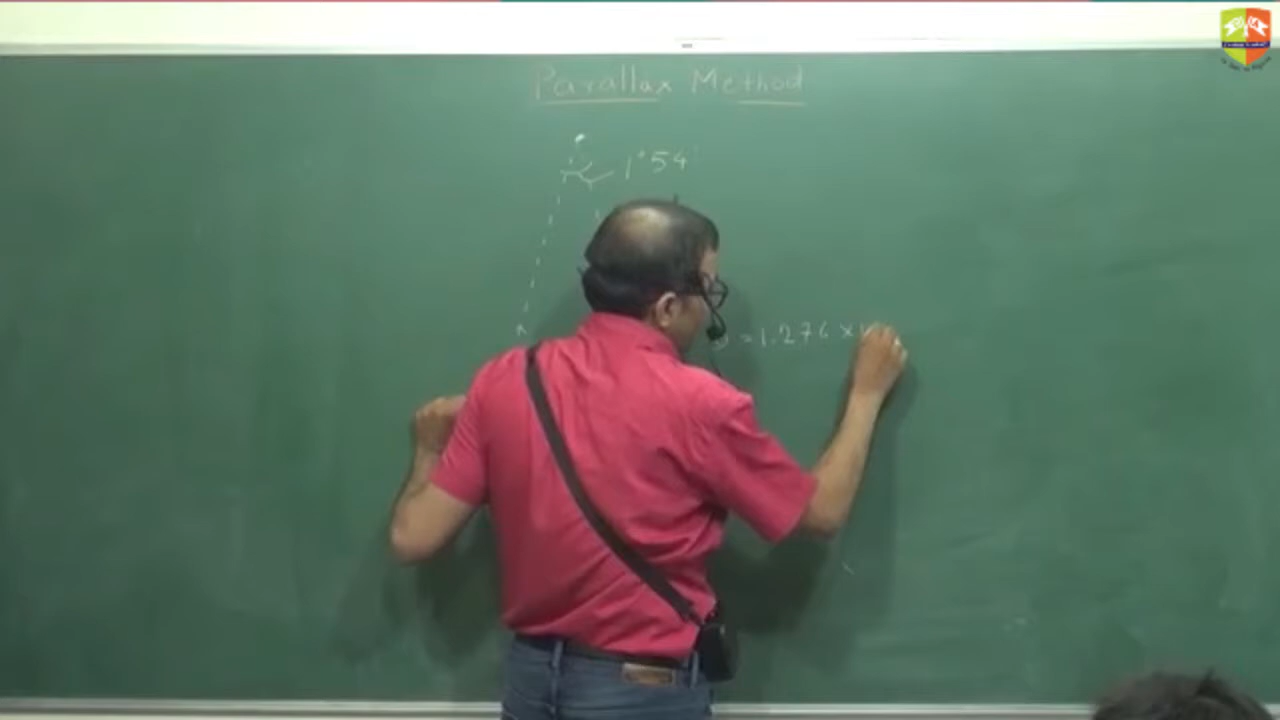 Parallax Method
1°54'
= 1.276 ×